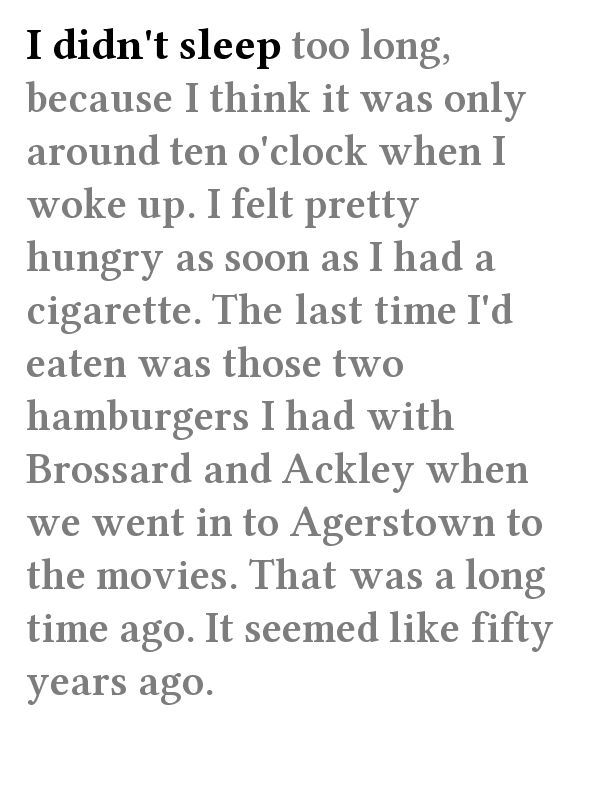 I didn't sleep too long,
because I think it was only
around ten o'clock when I
woke up. I felt pretty
hungry as soon as I had a
cigarette. The last time I'd
eaten was those two
hamburgers I had with
Brossard and Ackley when
we went in to Agerstown to
the movies. That was a long
time ago. It seemed like fifty
years ago.